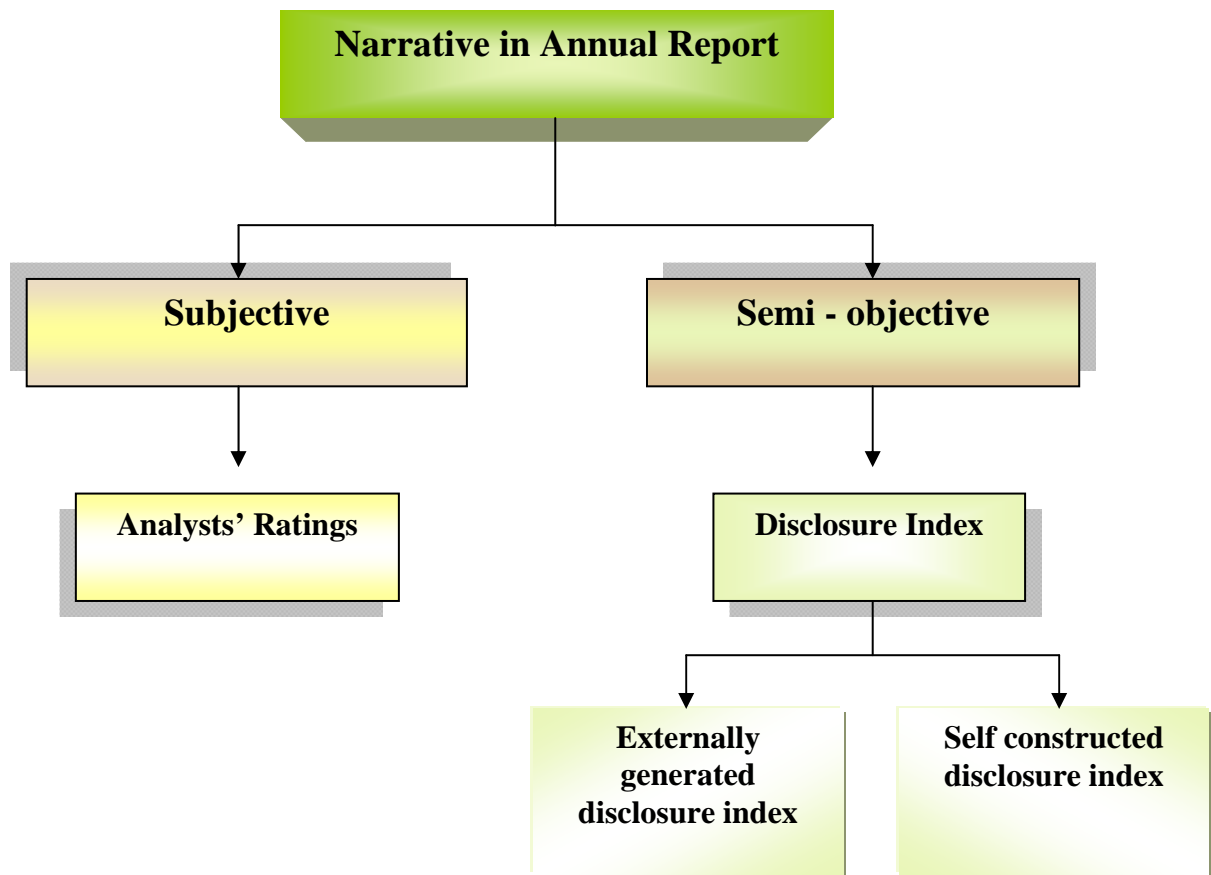 Narrative in Annual Report
Subjective
Semi - objective
Analysts’ Ratings
Disclosure Index
Externally
generated
disclosure index
Self constructed
disclosure index